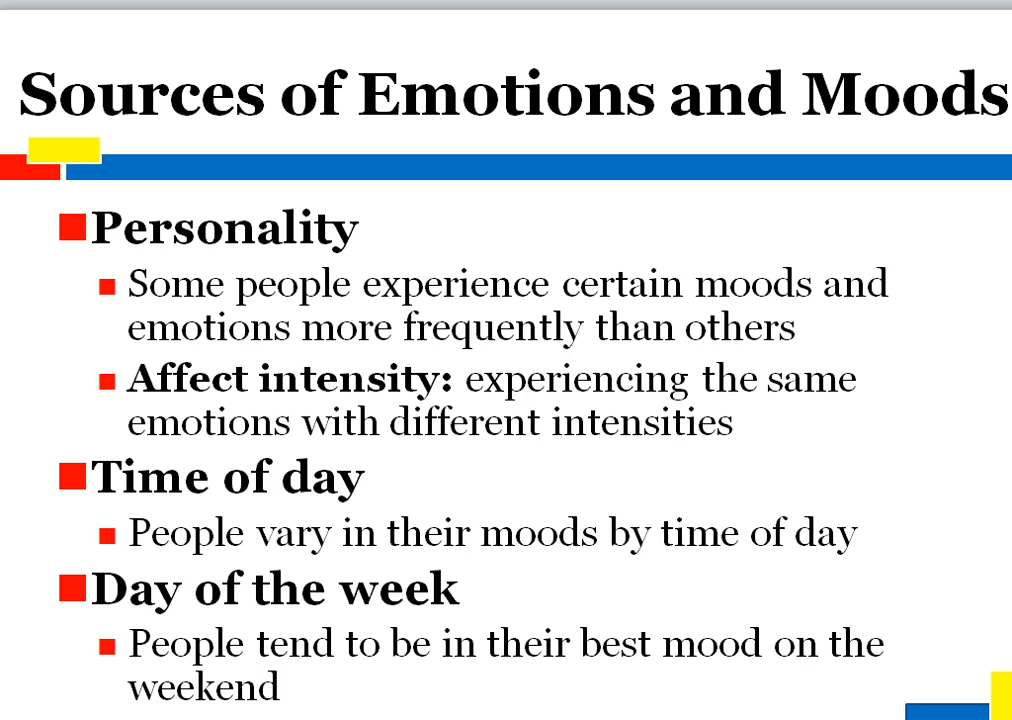 Sources of Emotions and Moods
Personality
Some people experience certain moods and
emotions more frequently than others
Affect intensity: experiencing the same
emotions with different intensities
Time of day
People vary in their moods by time of day
Day of the week
People tend to be in their best mood on the
weekend